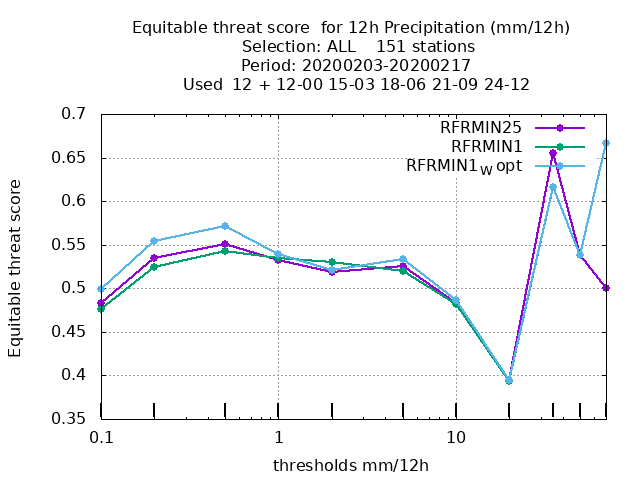 Equitable threat score  for 12h Precipitation (mm/12h)
Selection: ALL    151 stations
Period: 20200203-20200217
Used  12 + 12-00 15-03 18-06 21-09 24-12
RFRMIN25
RFRMIN1
RFRMIN1W opt
Equitable threat score
0.7
0.65
0.6
0.55
0.5
0.45
0.4
0.35
0.1
1
10
thresholds mm/12h